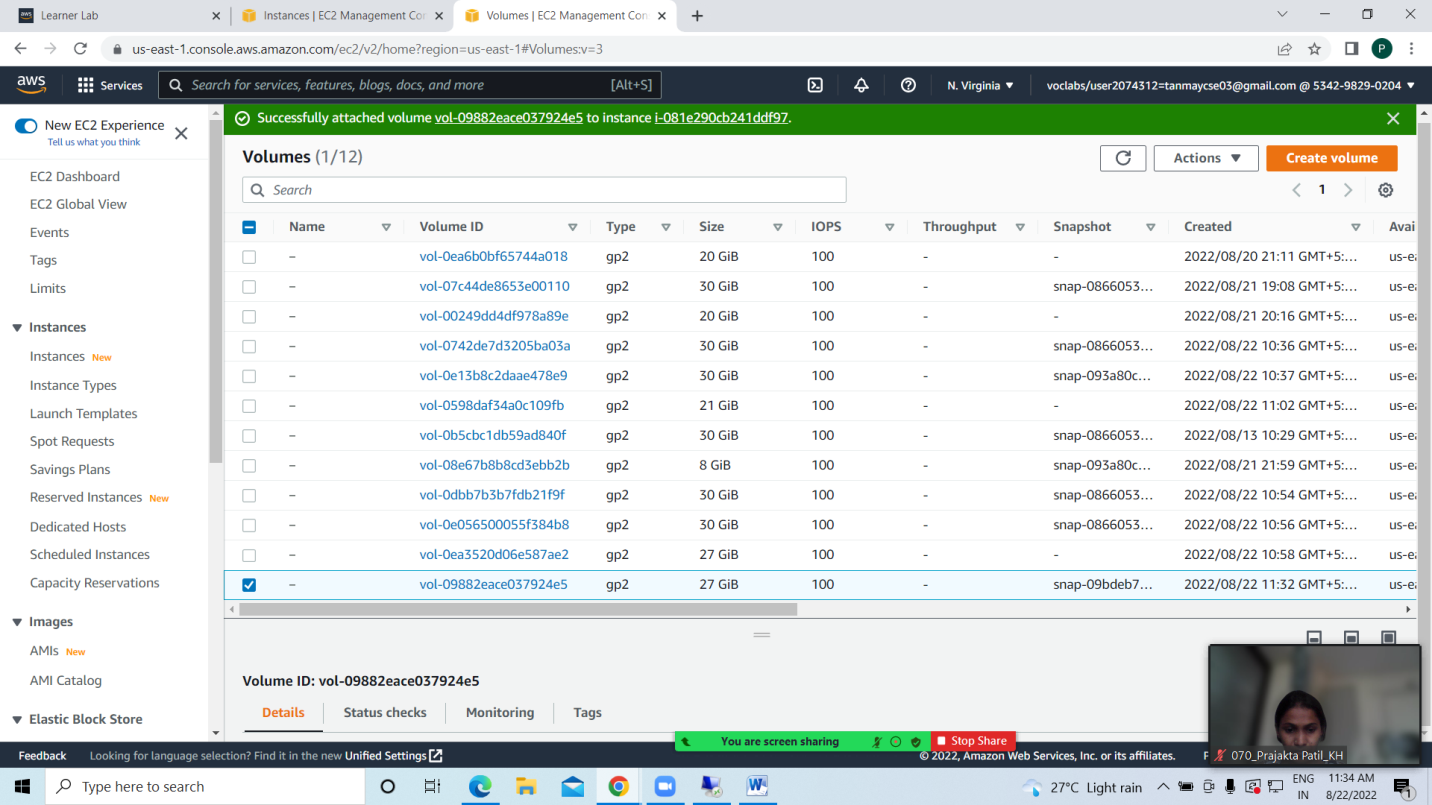 Learner Lab
Instances | EC2 Management Con
Volumes | EC2 Management Con
us-east-1.console.aws.amazon.com/ec2/v2/home?region=us-east-1#Volumes:v=3
P
aws Services Search for services, features, blogs, docs, and more [Alt+S] N. Virginia voclabs/user2074312=tanmaycse03@gmail.com @ 5342-9829-0204
New EC2 Experience
Tell us what you think
EC2 Dashboard
EC2 Global View
Events
Tags
Limits
Instances
Instances New
Instance Types
Launch Templates
Spot Requests
Savings Plans
Reserved Instances New
Dedicated Hosts
Scheduled Instances
Capacity Reservations
Images
AMIs New
AMI Catalog
Elastic Block Store
Successfully attached volume vol-09882eace037924e5 to instance i-081e290cb241ddf97.
Volumes (1/12)
Actions Create volume
Search
1
Name Volume ID Type Size IOPS Throughput Snapshot Created Avai
– vol-0ea6b0bf65744a018 gp2 20 GiB 100 - - 2022/08/20 21:11 GMT+5:... us-ea
– vol-07c44de8653e00110 gp2 30 GiB 100 - snap-0866053... 2022/08/21 19:08 GMT+5:... us-ea
– vol-00249dd4df978a89e gp2 20 GiB 100 - - 2022/08/21 20:16 GMT+5:... us-ea
– vol-0742de7d3205ba03a gp2 30 GiB 100 - snap-0866053... 2022/08/22 10:36 GMT+5:... us-ea
– vol-0e13b8c2daae478e9 gp2 30 GiB 100 - snap-093a80c... 2022/08/22 10:37 GMT+5:... us-ea
– vol-0598daf34a0c109fb gp2 21 GiB 100 - - 2022/08/22 11:02 GMT+5:... us-ea
– vol-0b5cbc1db59ad840f gp2 30 GiB 100 - snap-0866053... 2022/08/13 10:29 GMT+5:... us-ea
– vol-08e67b8b8cd3ebb2b gp2 8 GiB 100 - snap-093a80c... 2022/08/21 21:59 GMT+5:... us-ea
– vol-0dbb7b3b7fdb21f9f gp2 30 GiB 100 - snap-0866053... 2022/08/22 10:54 GMT+5:... us-ea
– vol-0e056500055f384b8 gp2 30 GiB 100 - snap-0866053... 2022/08/22 10:56 GMT+5:... us-ea
– vol-0ea3520d06e587ae2 gp2 27 GiB 100 - - 2022/08/22 10:58 GMT+5:... us-ea
– vol-09882eace037924e5 gp2 27 GiB 100 - snap-09bdeb7... 2022/08/22 11:32 GMT+5:... us-ea
Volume ID: vol-09882eace037924e5
Details Status checks Monitoring Tags
You are screen sharing Stop Share
070_Prajakta Patil_KH
Feedback Looking for language selection? Find it in the new Unified Settings © 2022, Amazon Web Services, Inc. or its affiliates. P
Type here to search
27°C Light rain
ENG
IN
11:34 AM
8/22/2022
1